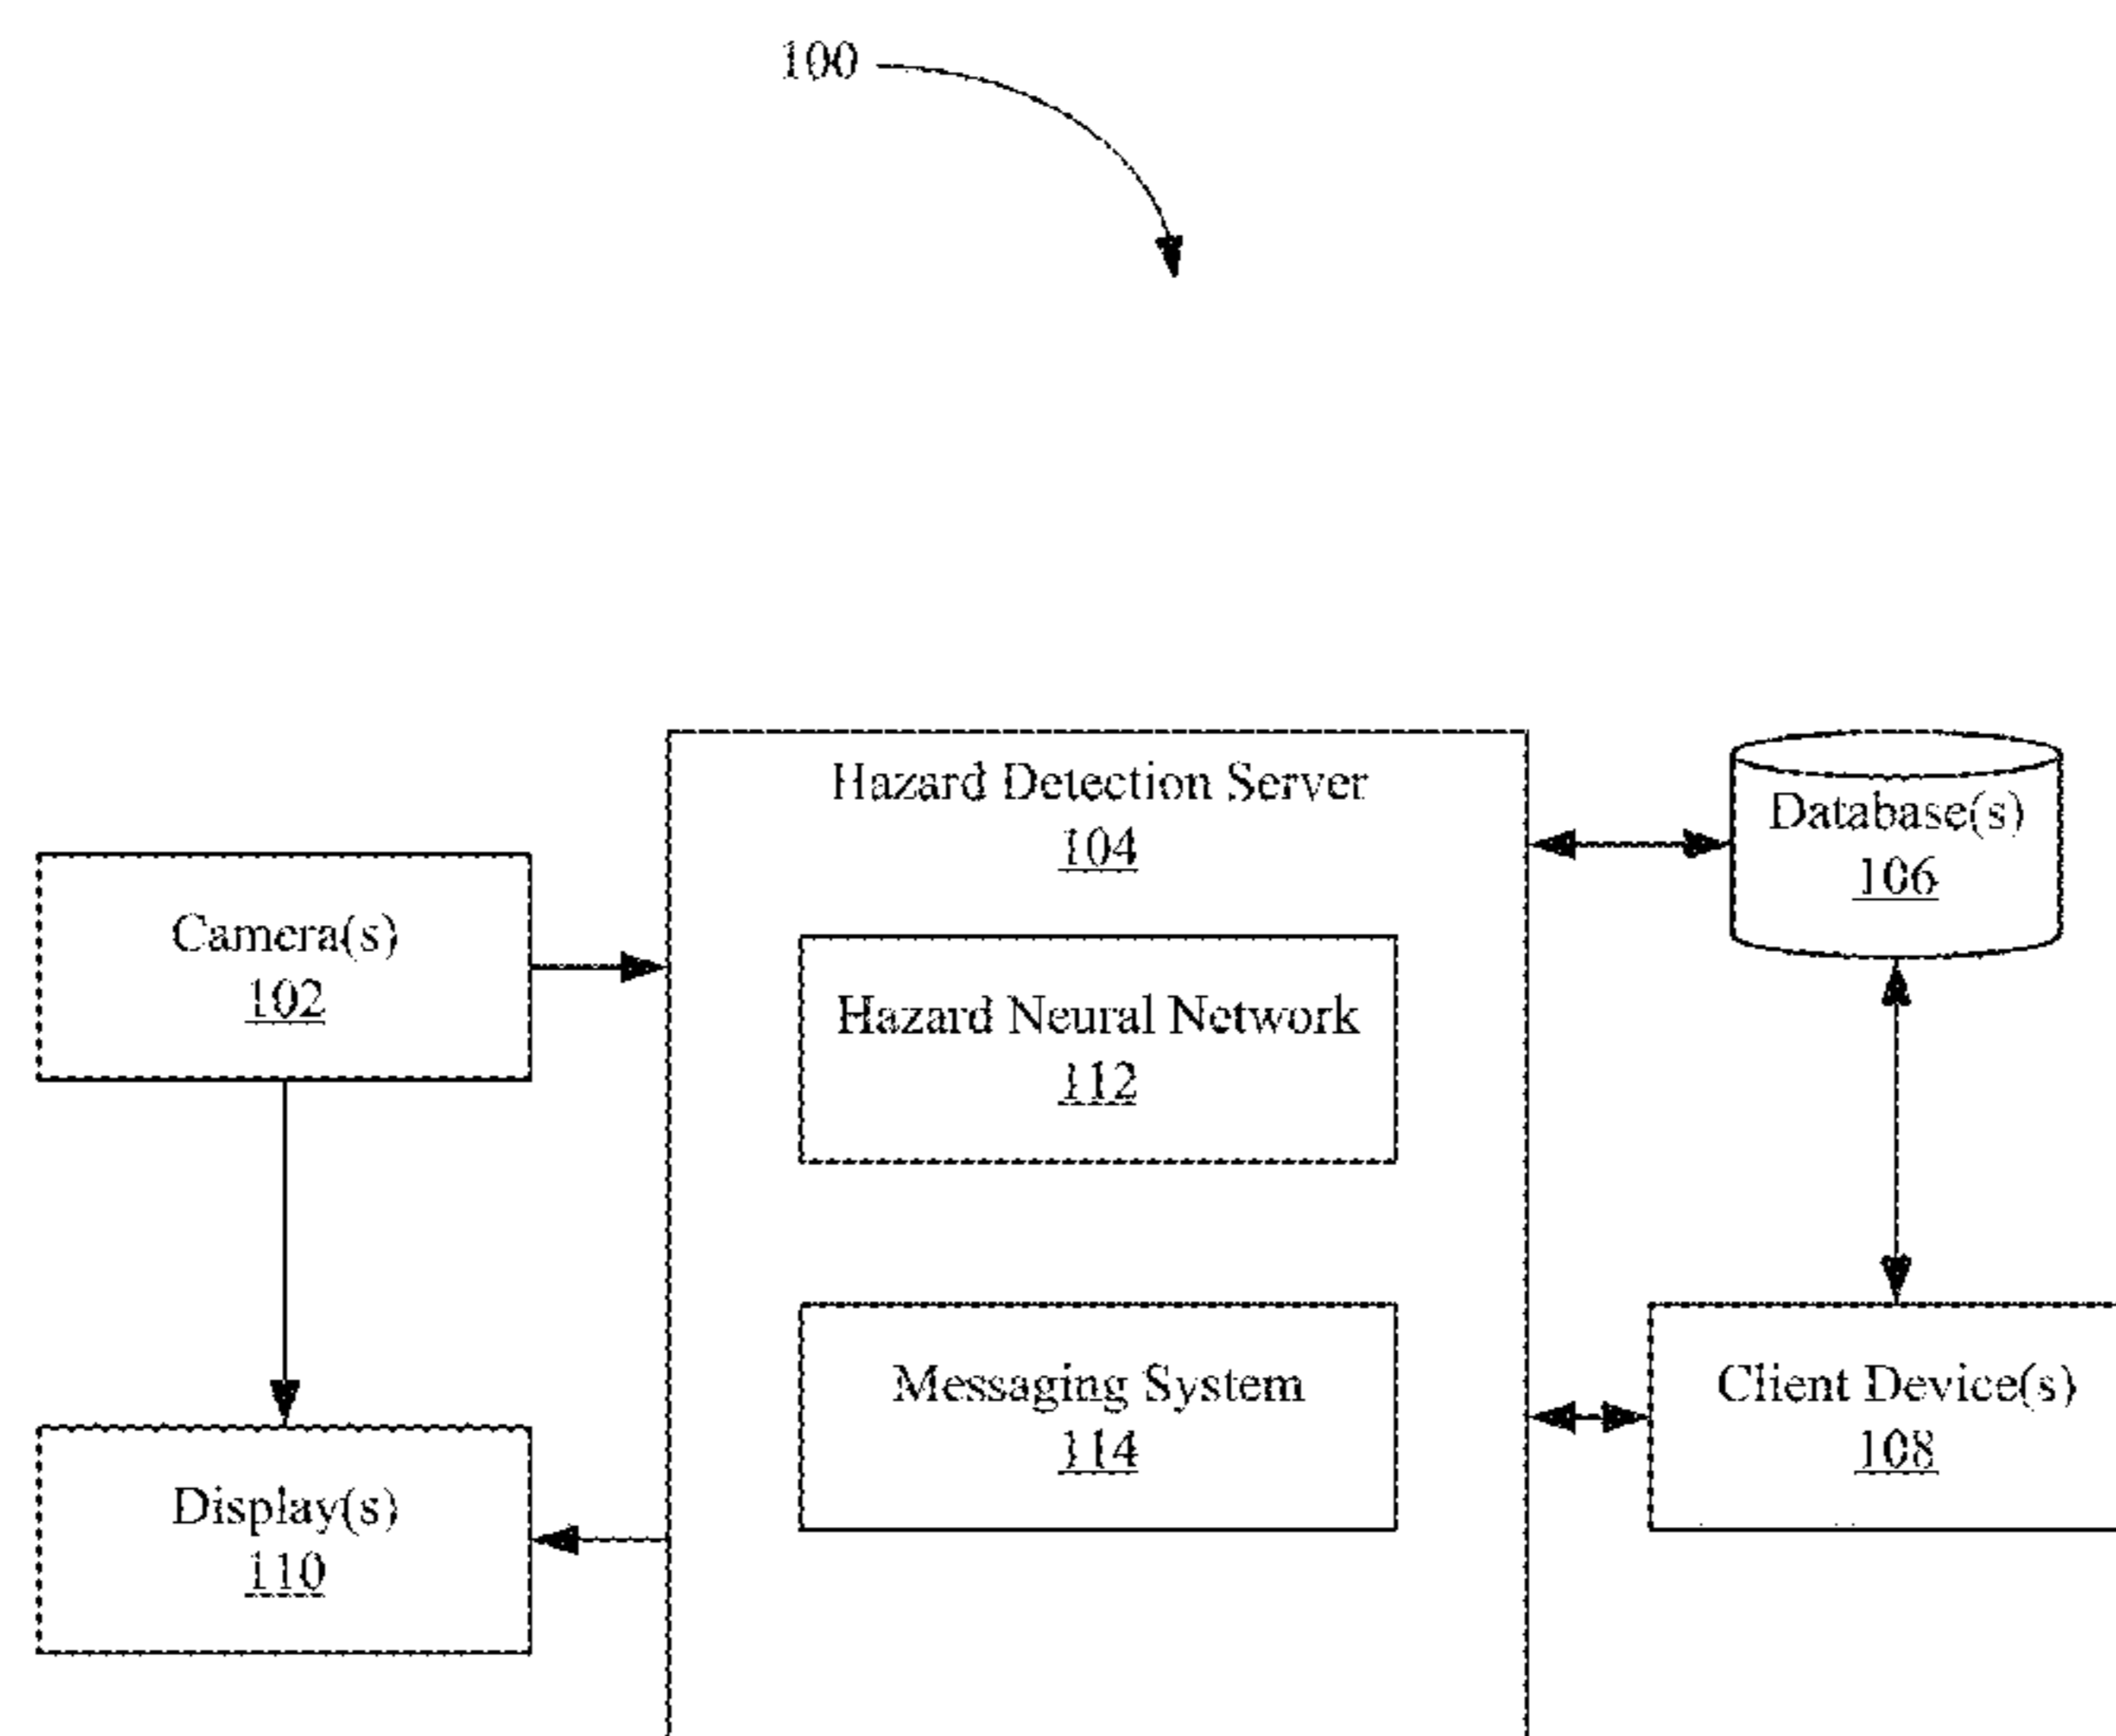 100
Hazard Detection Server
104
Database(s)
106
Camera(s)
102
Hazard Neural Network
112
Messaging System
114
Client Device(s)
108
Display(s)
110